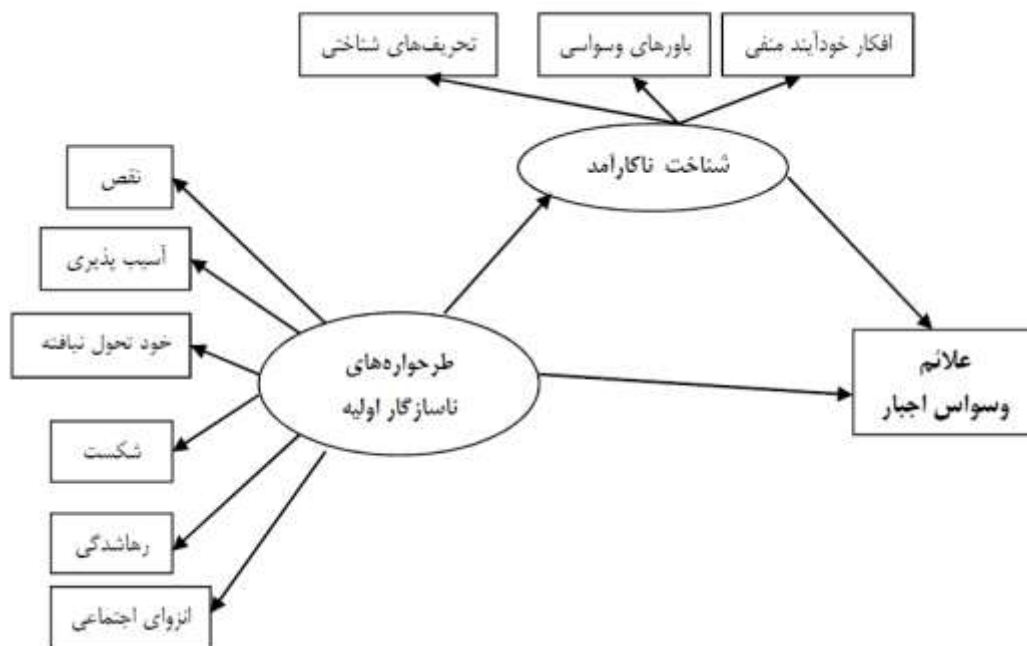 افکار خودآیند منفی
باورهای وسواسی
تحریف‌های شناختی
شناخت ناکارآمد
نقص
آسیب پذیری
خود تحول نیافته
طرحواره‌های
ناسازگار اولیه
علائم
وسواس اجبار
شکست
رهاشدگی
انزوای اجتماعی